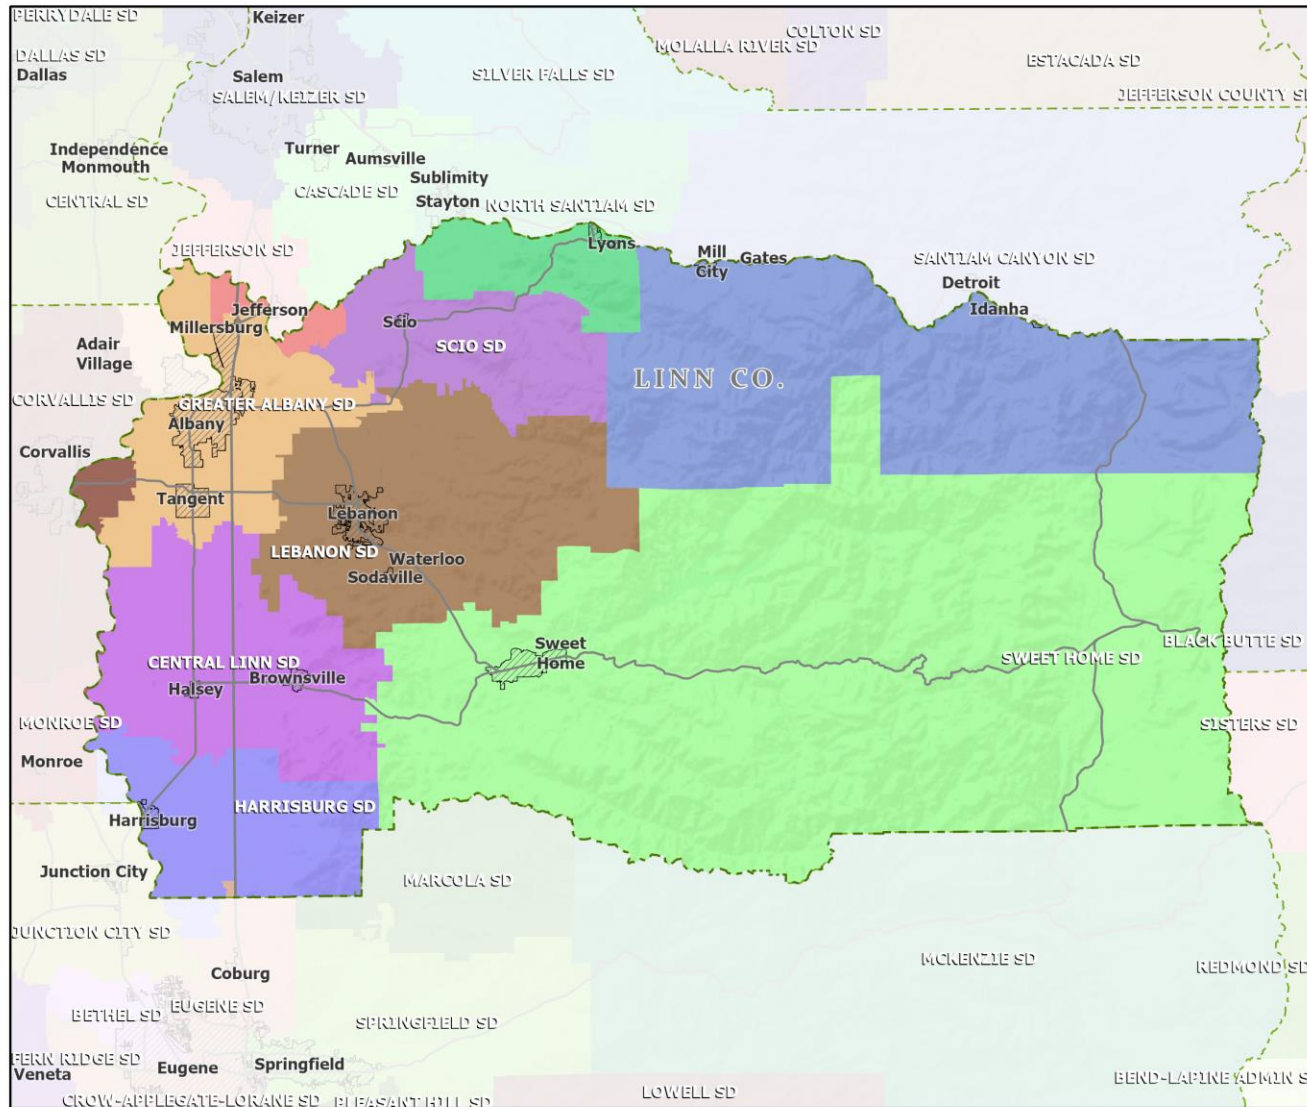 PERRYDALE SD
Keizer
COLTON SD
MOLALLA RIVER SD
DALLAS SD
Dallas
Salem
SILVER FALLS SD
ESTACADA SD
SALEM/KEIZER SD
JEFFERSON COUNTY S
Independence
Monmouth
Turner
Aumsville
Sublimity
CASCADE SD
Stayton
CENTRAL SD
NORTH SANTIAM SD
JEFFERSON SD
Lyons
Mill
City
Gates
SANTIAM CANYON SD
Detroit
Idanha
Jefferson
Millersburg
Scio
SCIO SD
Adair
Village
LINN CO.
CORVALLIS SD
GREATER ALBANY SD
Albany
Corvallis
Tangent
Lebanon
LEBANON SD
Waterloo
Sodaville
Sweet
Home
BLACK BUTTE SD
SWEET HOME SD
CENTRAL LINN SD
Brownsville
Halsey
MONROE SD
SISTERS SD
Monroe
HARRISBURG SD
Harrisburg
Junction City
MARCOLA SD
JUNCTION CITY SD
MCKENZIE SD
REDMOND SD
Coburg
EUGENE SD
BETHEL SD
SPRINGFIELD SD
FERN RIDGE SD
Veneta
Eugene
Springfield
BEND-LAPINE ADMIN S
LOWELL SD
CROW-APPLEGATE-LORANE SD
PLEASANT HILL SD